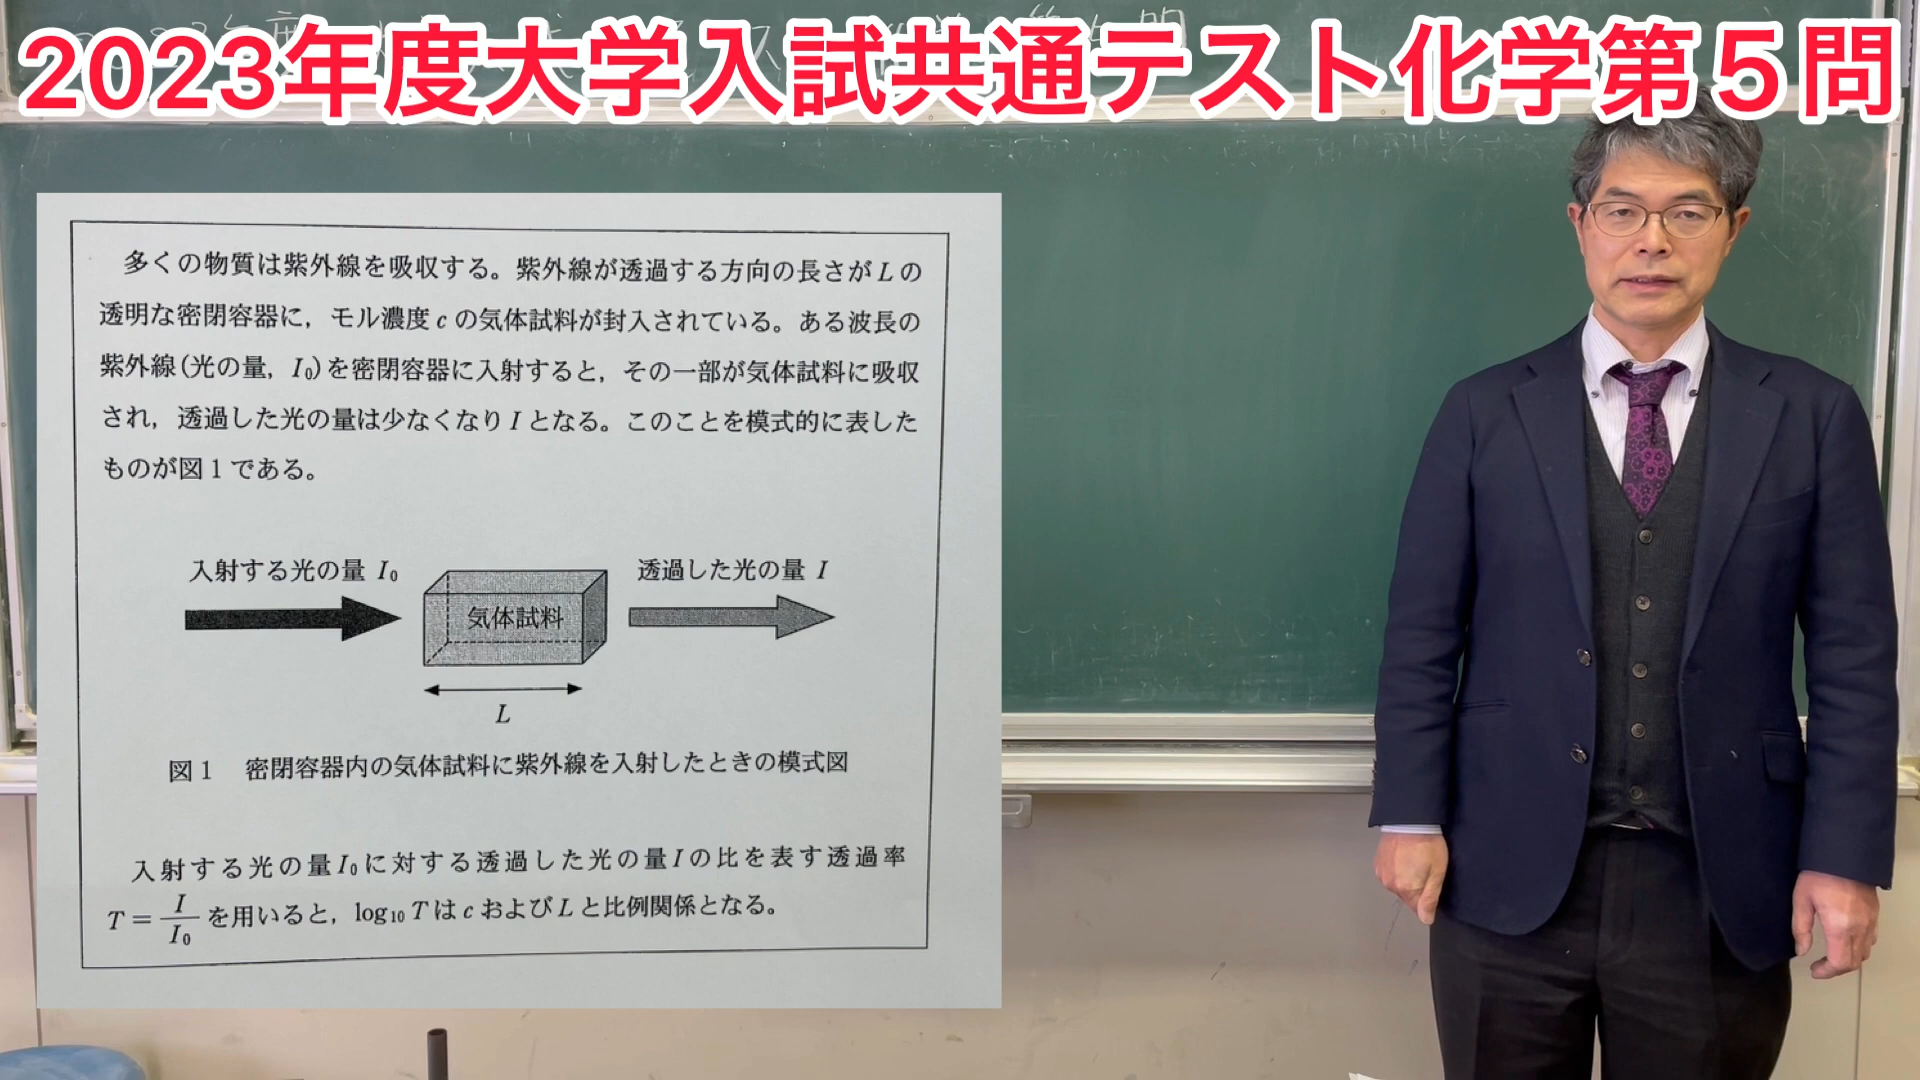 2023年度大学入試共通テスト化学第5問
多くの物質は紫外線を吸収する。紫外線が透過する方向の長さがLの
透明な密閉容器に，モル濃度cの気体試料が封入されている。ある波長の
紫外線(光の量，I₀)を密閉容器に入射すると，その一部が気体試料に吸収
され，透過した光の量は少なくなりIとなる。このことを模式的に表した
ものが図1である。
入射する光の量 I₀
気体試料
透過した光の量 I
L
図1 密閉容器内の気体試料に紫外線を入射したときの模式図
入射する光の量I₀に対する透過した光の量Iの比を表す透過率
T=I/I₀を用いると，log₁₀TはcおよびLと比例関係となる。